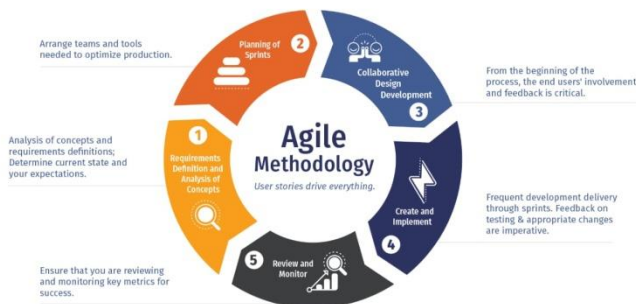 Agile
Methodology
User stories drive everything.
1
Requirements
Definition and
Analysis of
Concepts
Analysis of concepts and
requirements definitions;
Determine current state and
your expectations.
2
Planning of
Sprints
Arrange teams and tools
needed to optimize production.
Collaborative
Design
Development
3
From the beginning of the
process, the end users' involvement
and feedback is critical.
Create and
Implement
4
Frequent development delivery
through sprints. Feedback on
testing & appropriate changes
are imperative.
5
Review and
Monitor
Ensure that you are reviewing
and monitoring key metrics for
success.